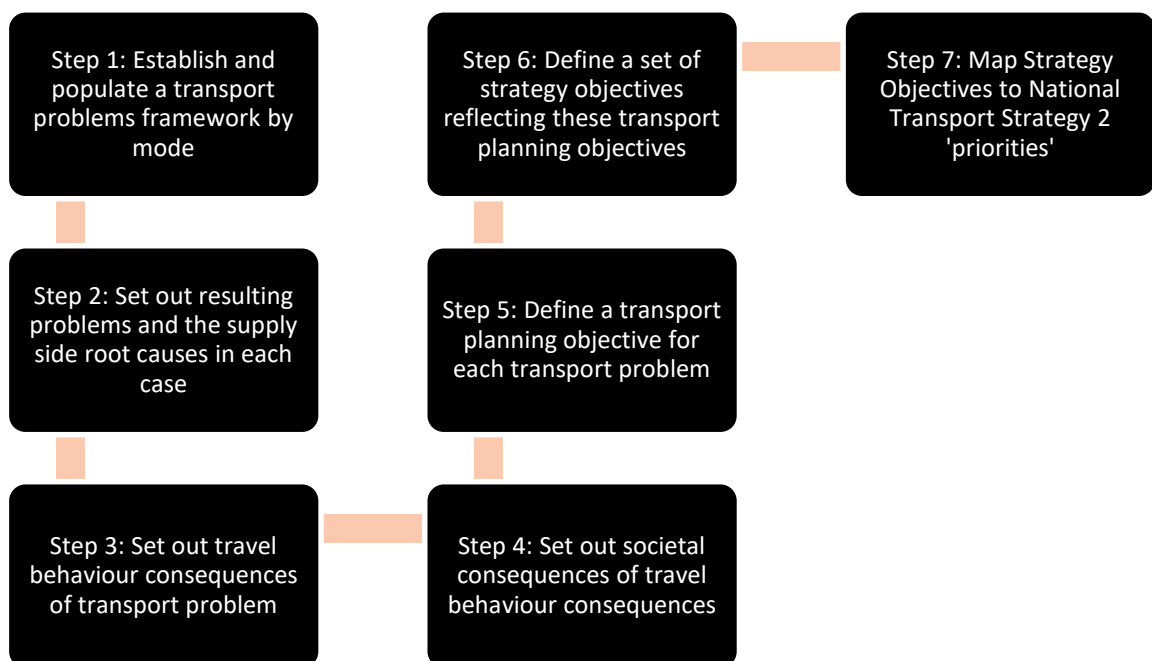 Step 1: Establish and
populate a transport
problems framework by
mode
Step 2: Set out resulting
problems and the supply
side root causes in each
case
Step 3: Set out travel
behaviour consequences
of transport problem
Step 4: Set out societal
consequences of travel
behaviour consequences
Step 5: Define a transport
planning objective for
each transport problem
Step 6: Define a set of
strategy objectives
reflecting these transport
planning objectives
Step 7: Map Strategy
Objectives to National
Transport Strategy 2
'priorities'